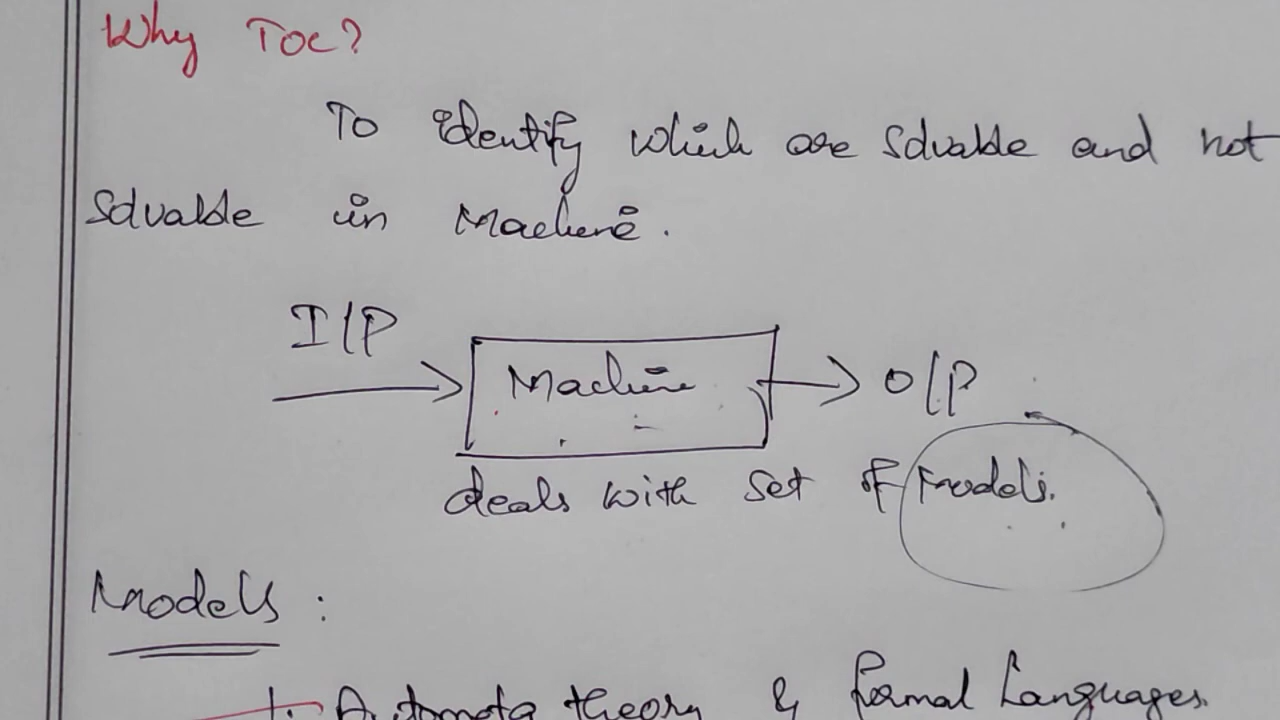 Why Toc?
To identify which are solvable and not
solvable in Machine.
I/P
Machine
O/P
deals with set of models.
Models :
1. Automata theory & formal Languages.